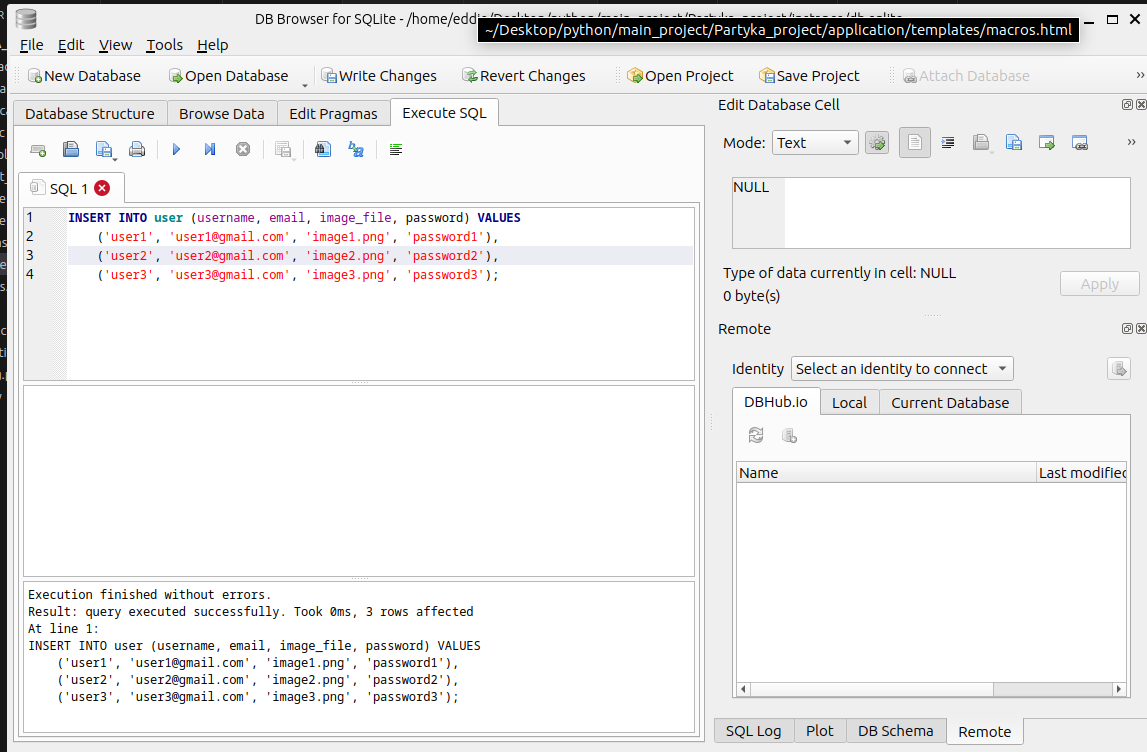 DB Browser for SQLite - /home/eddie/Desktop/python/main_project/Partyka_project/instance/db.sqlite
~/Desktop/python/main_project/Partyka_project/application/templates/macros.html
File Edit View Tools Help
New Database Open Database Write Changes Revert Changes Open Project Save Project Attach Database »
Database Structure Browse Data Edit Pragmas Execute SQL
SQL 1
1 INSERT INTO user (username, email, image_file, password) VALUES
2 ('user1', 'user1@gmail.com', 'image1.png', 'password1'),
3 ('user2', 'user2@gmail.com', 'image2.png', 'password2'),
4 ('user3', 'user3@gmail.com', 'image3.png', 'password3');
Execution finished without errors.
Result: query executed successfully. Took 0ms, 3 rows affected
At line 1:
INSERT INTO user (username, email, image_file, password) VALUES
('user1', 'user1@gmail.com', 'image1.png', 'password1'),
('user2', 'user2@gmail.com', 'image2.png', 'password2'),
('user3', 'user3@gmail.com', 'image3.png', 'password3');
Edit Database Cell
Mode: Text »
NULL
Type of data currently in cell: NULL
0 byte(s)
Apply
Remote
Identity Select an identity to connect
DBHub.io Local Current Database
Name Last modified
SQL Log Plot DB Schema Remote